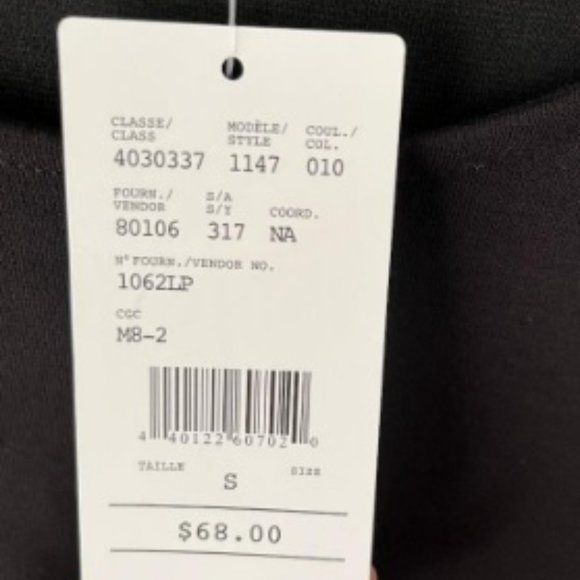 CLASSE/ MODÈLE/ COUL./
CLASS STYLE COL.
4030337 1147 010
FOURN./ S/A
VENDOR S/Y COORD.
80106 317 NA
N° FOURN./VENDOR NO.
1062LP
CGC
M8-2
4 40122 60702 0
TAILLE SIZE
S
$68.00